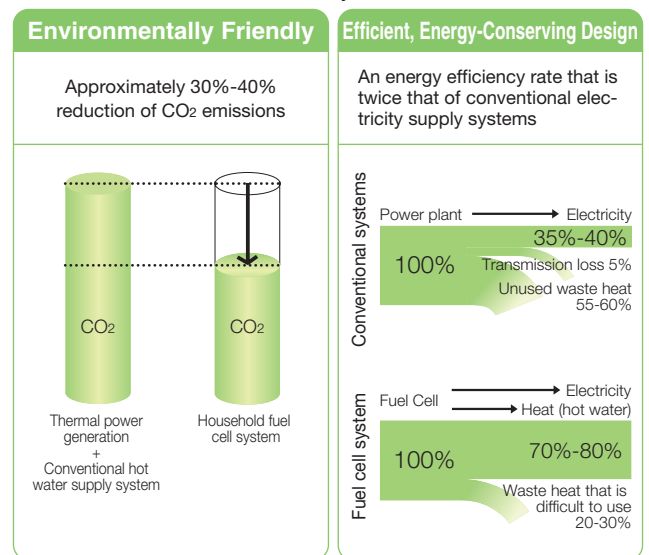 Environmentally Friendly
Approximately 30%-40%
reduction of CO2 emissions
CO2
CO2
Thermal power
generation
+
Conventional hot
water supply system
Household fuel
cell system
Efficient, Energy-Conserving Design
An energy efficiency rate that is
twice that of conventional elec-
tricity supply systems
Conventional systems
Power plant
Electricity
100%
35%-40%
Transmission loss 5%
Unused waste heat
55-60%
Fuel cell system
Fuel Cell
Electricity
Heat (hot water)
100%
70%-80%
Waste heat that is
difficult to use
20-30%